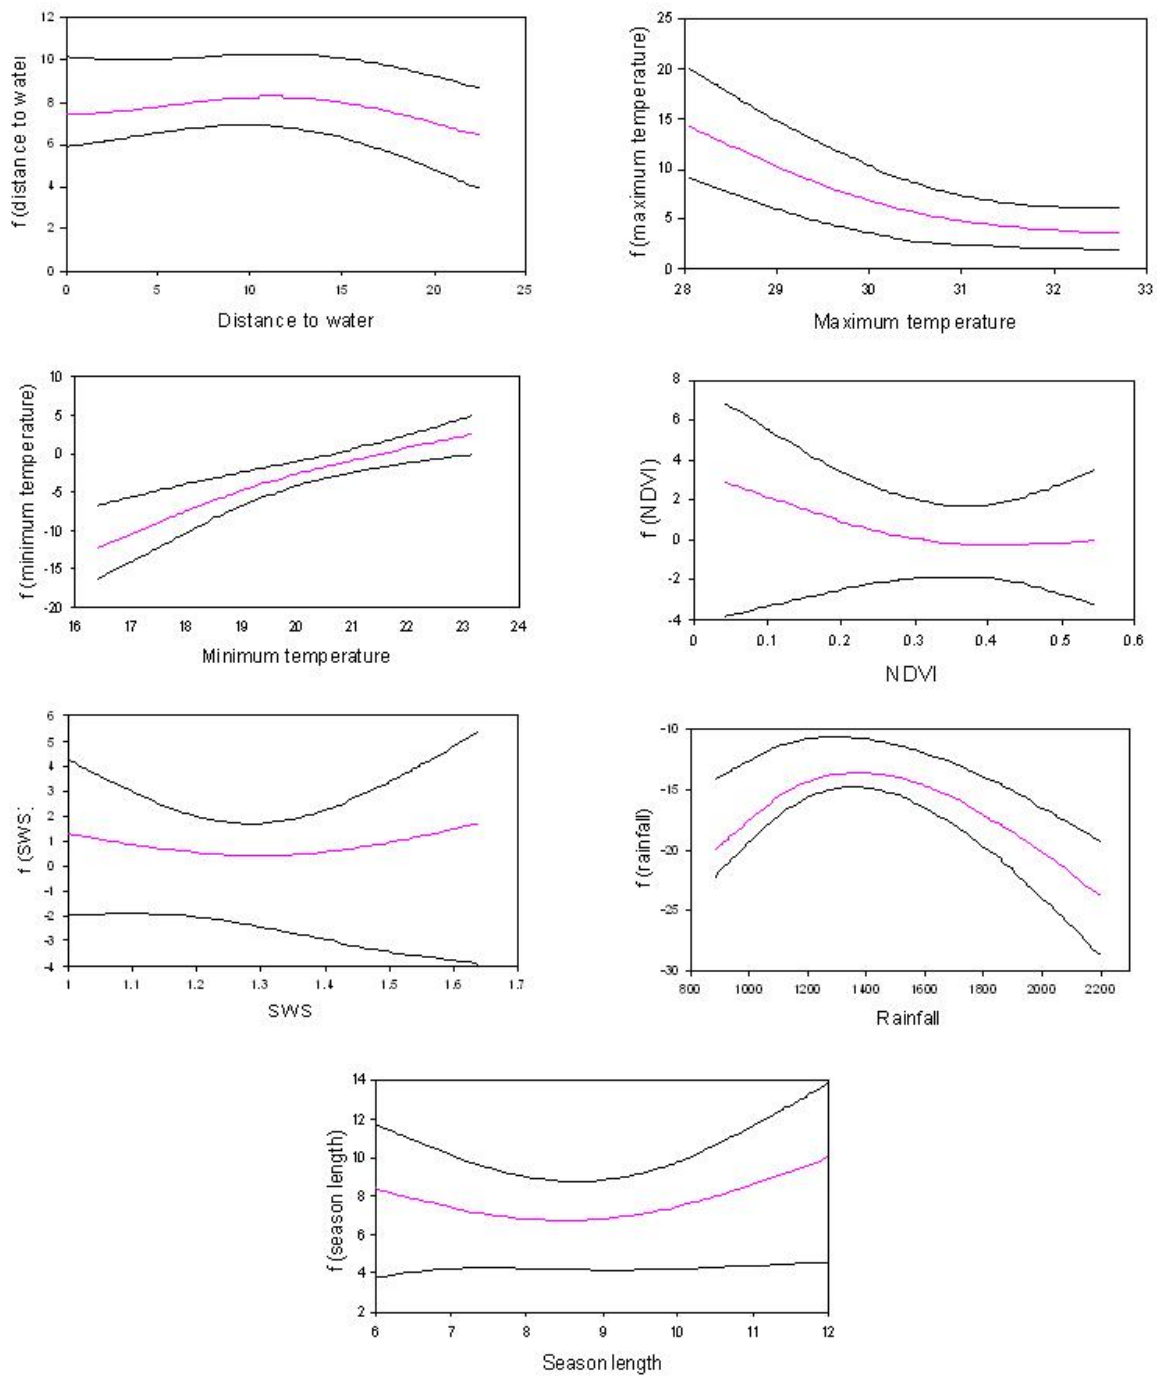 f (distance to water
12
10
8
6
4
2
0
0 5 10 15 20 25
Distance to water
f (maximum temperature)
25
20
15
10
5
0
28 29 30 31 32 33
Maximum temperature
f (minimum temperature)
10
5
0
-5
-10
-15
-20
16 17 18 19 20 21 22 23 24
Minimum temperature
f (NDVI)
8
6
4
2
0
-2
-4
0 0.1 0.2 0.3 0.4 0.5 0.6
NDVI
f (SWS)
6
5
4
3
2
1
0
-1
-2
-3
-4
1 1.1 1.2 1.3 1.4 1.5 1.6 1.7
SWS
f (rainfall)
-10
-15
-20
-25
-30
800 1000 1200 1400 1600 1800 2000 2200
Rainfall
f (season length)
14
12
10
8
6
4
2
6 7 8 9 10 11 12
Season length